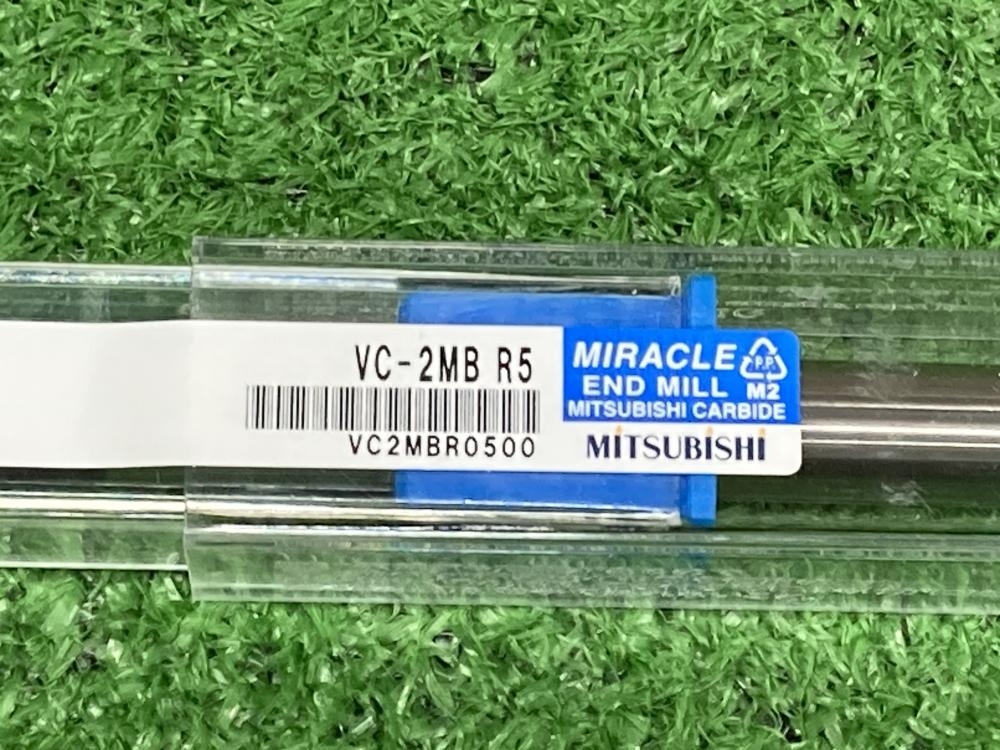 VC-2MB R5
VC2MBR0500
MIRACLE
P.P.
END MILL M2
MITSUBISHI CARBIDE
MITSUBISHI